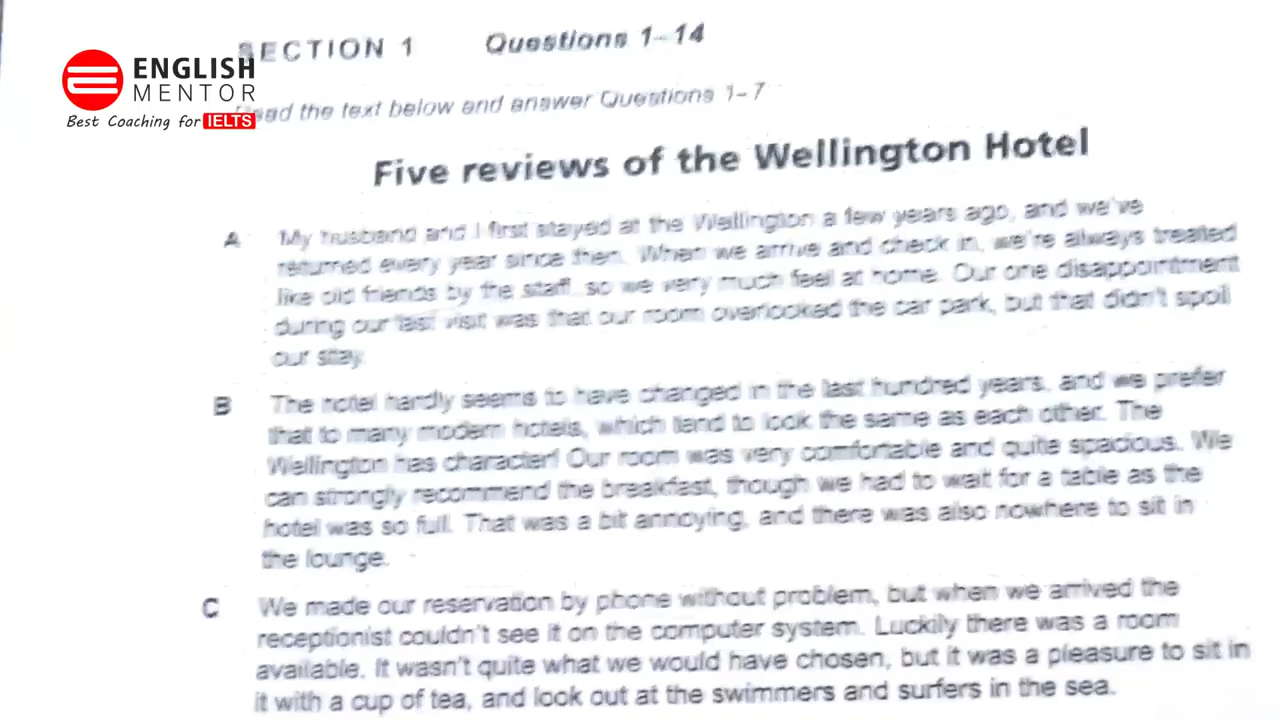 ENGLISH
MENTOR
Best Coaching for IELTS
SECTION 1 Questions 1-14
Read the text below and answer Questions 1-7
Five reviews of the Wellington Hotel
A My husband and I first stayed at the Wellington a few years ago, and we've
returned every year since then. When we arrive and check in, we're always treated
like old friends by the staff, so we very much feel at home. Our one disappointment
during our last visit was that our room overlooked the car park, but that didn't spoil
our stay.
B The hotel hardly seems to have changed in the last hundred years, and we prefer
that to many modern hotels, which tend to look the same as each other. The
Wellington has character! Our room was very comfortable and quite spacious. We
can strongly recommend the breakfast, though we had to wait for a table as the
hotel was so full. That was a bit annoying, and there was also nowhere to sit in
the lounge.
C We made our reservation by phone without problem, but when we arrived the
receptionist couldn't see it on the computer system. Luckily there was a room
available. It wasn't quite what we would have chosen, but it was a pleasure to sit in
it with a cup of tea, and look out at the swimmers and surfers in the sea.